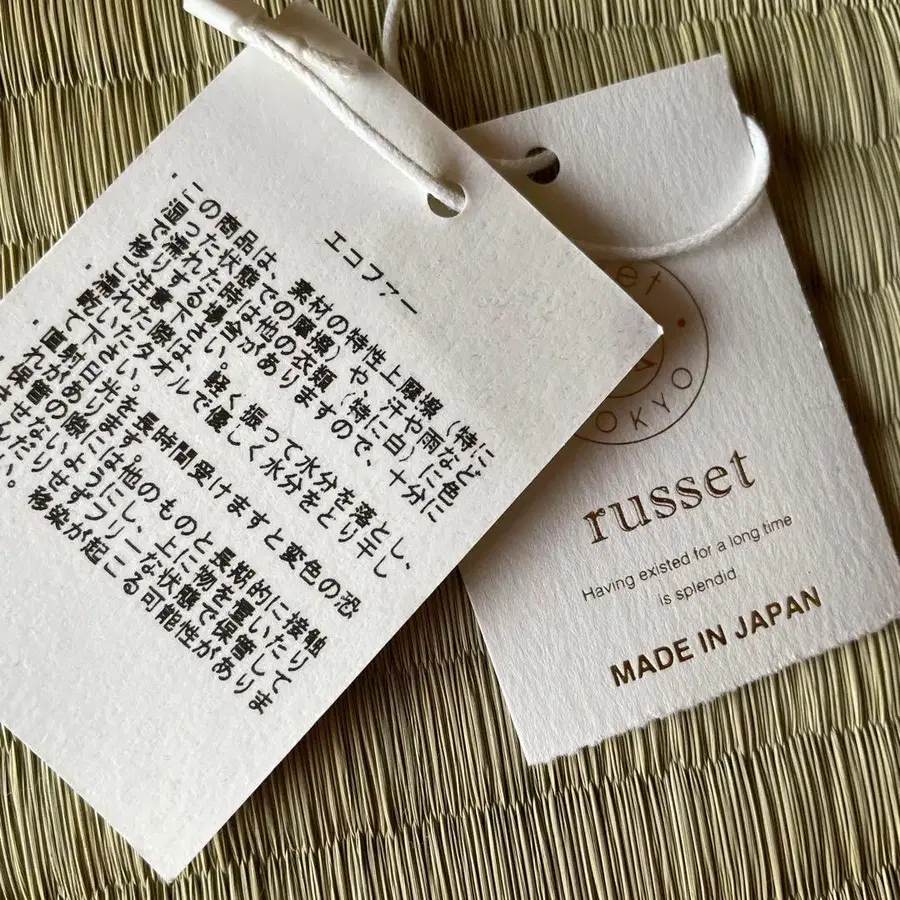 エコファー
・この商品は、素材の特性上摩擦(特に
湿った状態での摩擦)や、汗や雨など
で濡れた時は他の衣類(特に白)に色
移りする場合がありますので、十分に
ご注意下さい。
・濡れた際は、軽く振って水分を落とし、
乾いたタオルで優しく水分をとり干し
て下さい。
・直射日光を長時間受けますと変色の恐
れがあります。
保管の際には他のものと長期的に接触
せないようにし、上に物を置いたり
んだりせずフリーな状態で保管して
い。移染が起こる可能性がありま
TOKYO
russet
Having existed for a long time
is splendid
MADE IN JAPAN